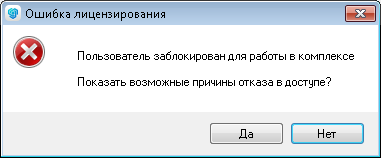 Ошибка лицензирования
Пользователь заблокирован для работы в комплексе
Показать возможные причины отказа в доступе?
Да
Нет